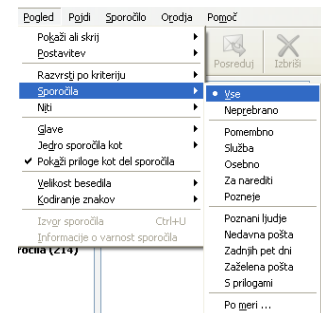 Pogled Pojdi Sporočilo Orodja Pomoč
Pokaži ali skrij
Postavitev
Razvrsti po kriteriju
Sporočila
Niti
Glave
Jedro sporočila kot
Pokaži priloge kot del sporočila
Velikost besedila
Kodiranje znakov
Izvor sporočila Ctrl+U
Informacije o varnost sporočila
ročila (214)
Posreduj Izbriši
Vse
Neprebrano
Pomembno
Služba
Osebno
Za narediti
Pozneje
Poznani ljudje
Nedavna pošta
Zadnjih pet dni
Zaželena pošta
S prilogami
Po meri ...